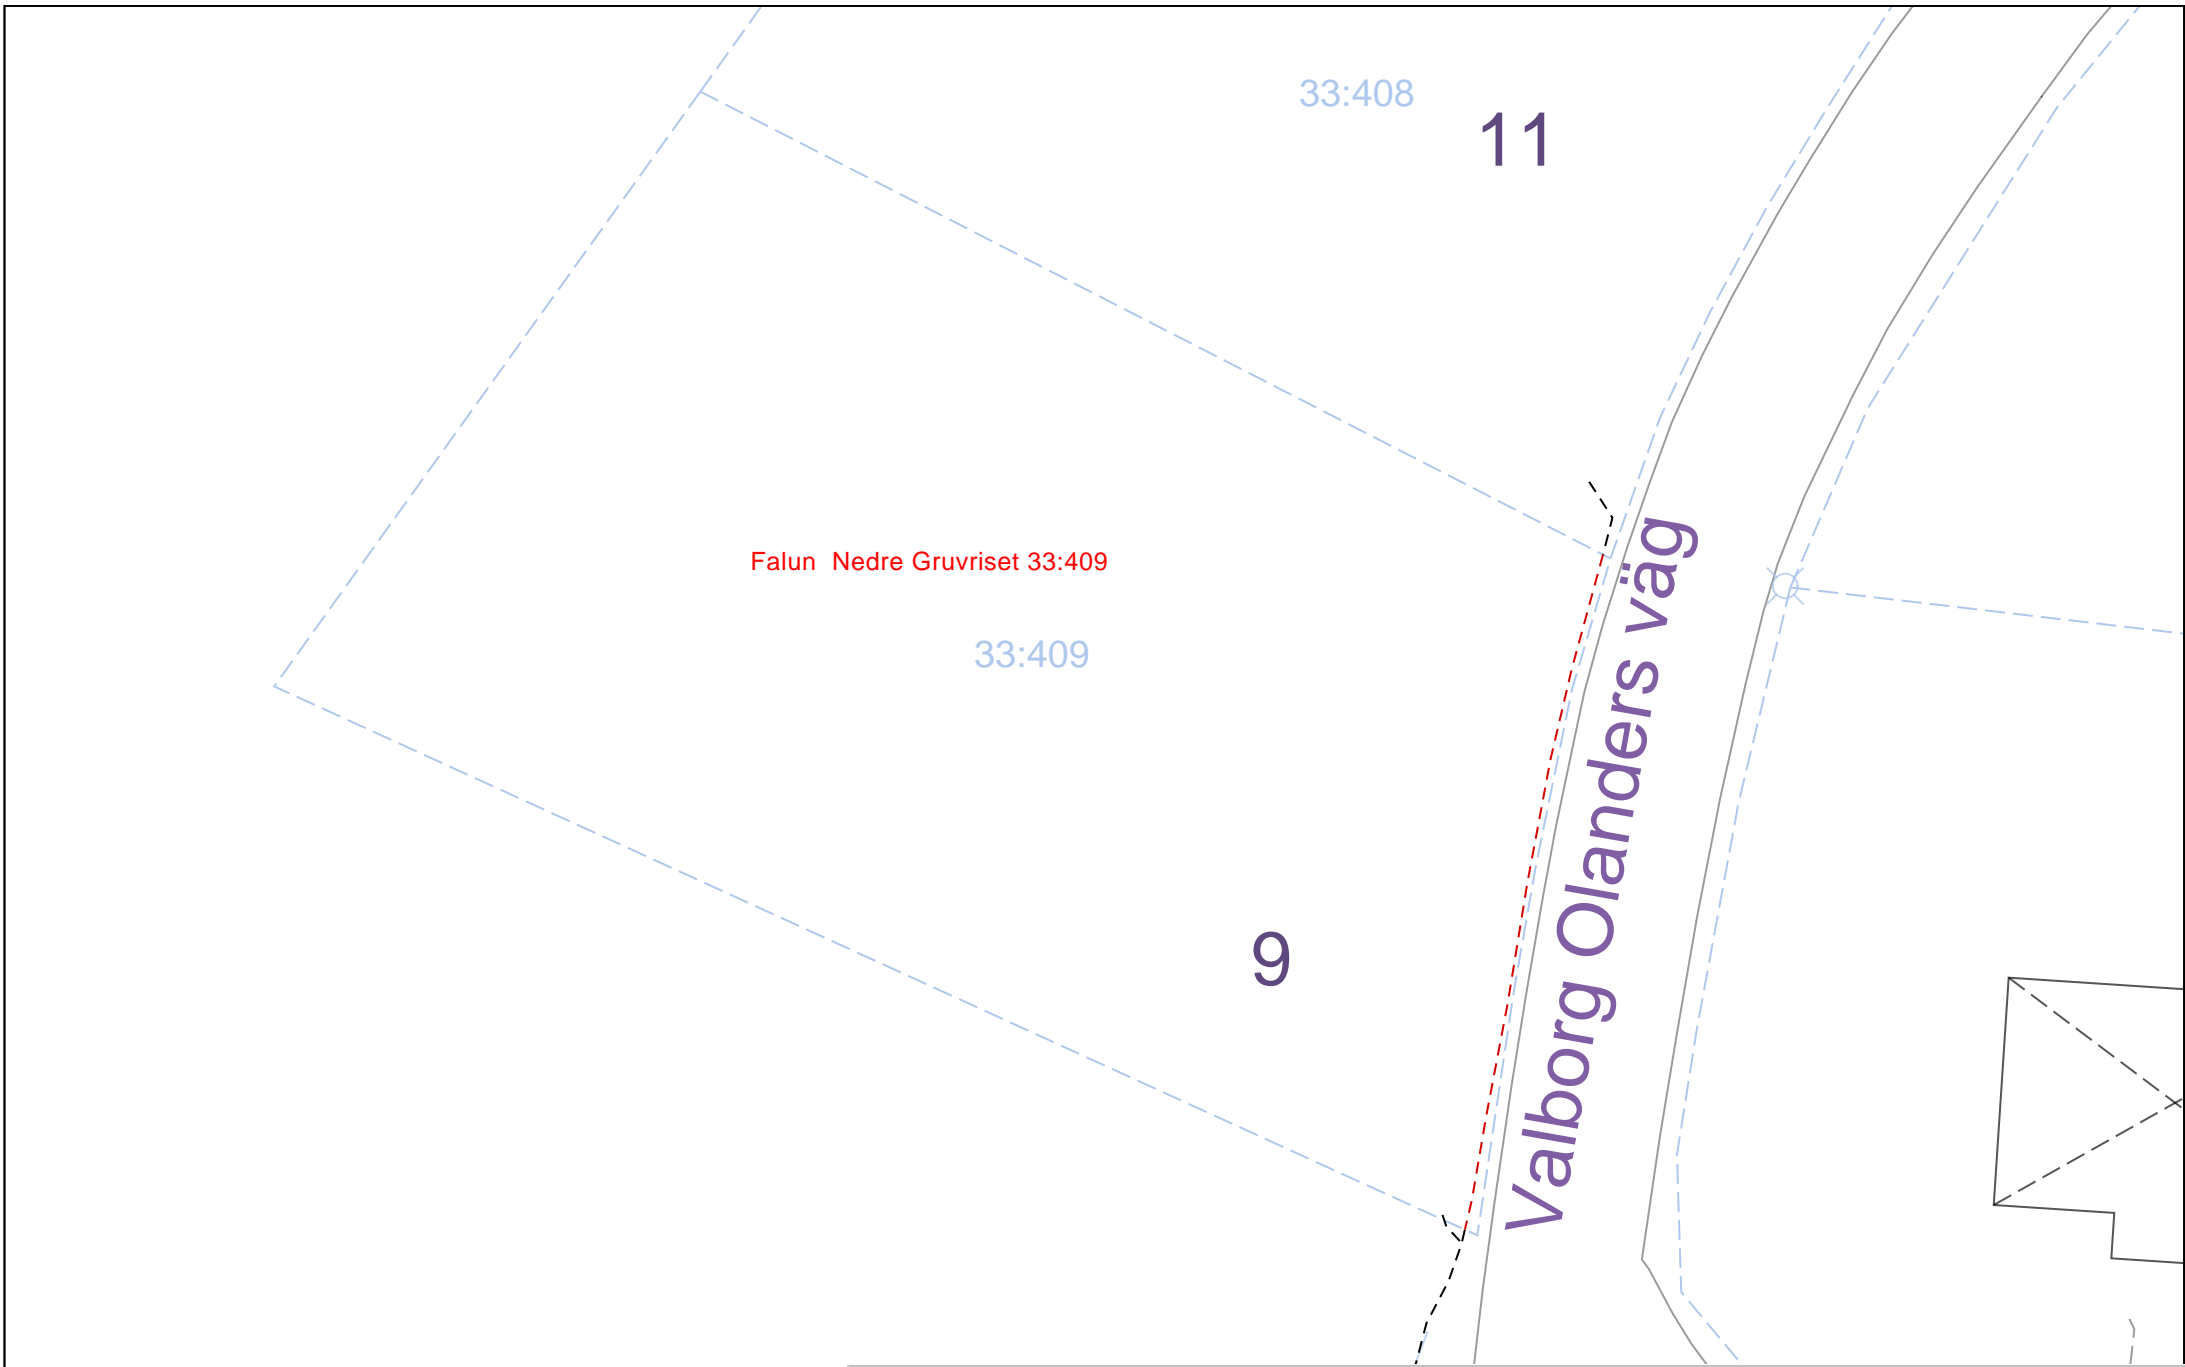 33:408
11
Falun  Nedre Gruvriset 33:409
33:409
Valborg Olanders väg
9